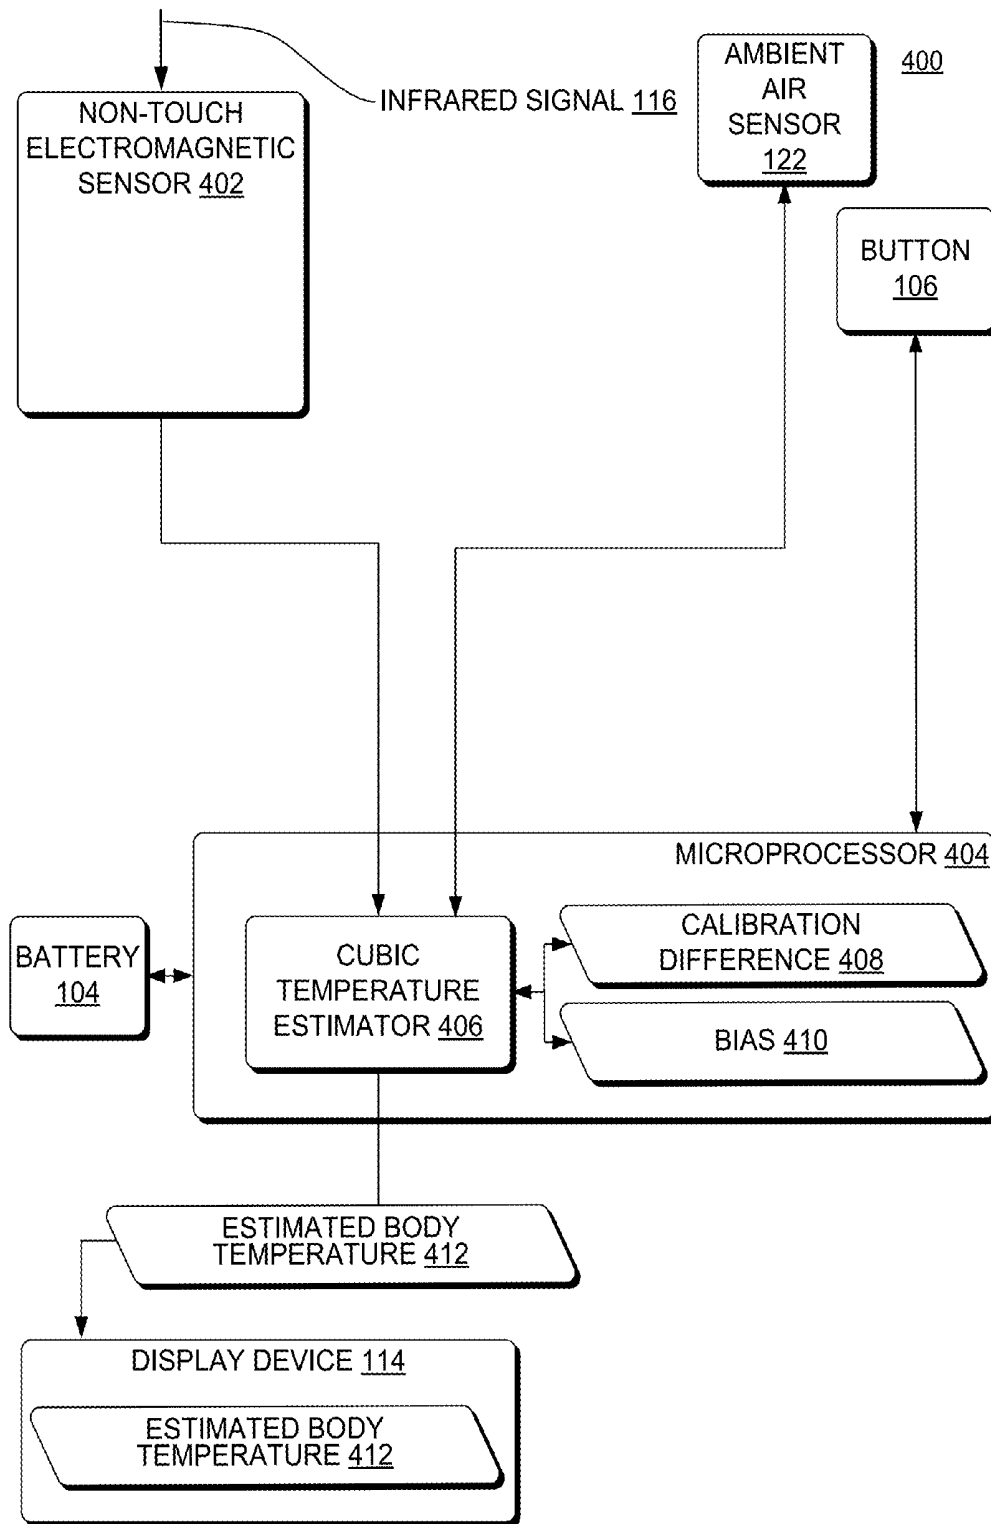 INFRARED SIGNAL 116
NON-TOUCH
ELECTROMAGNETIC
SENSOR 402
AMBIENT
AIR
SENSOR
122
400
BUTTON
106
MICROPROCESSOR 404
BATTERY
104
CUBIC
TEMPERATURE
ESTIMATOR 406
CALIBRATION
DIFFERENCE 408
BIAS 410
ESTIMATED BODY
TEMPERATURE 412
DISPLAY DEVICE 114
ESTIMATED BODY
TEMPERATURE 412